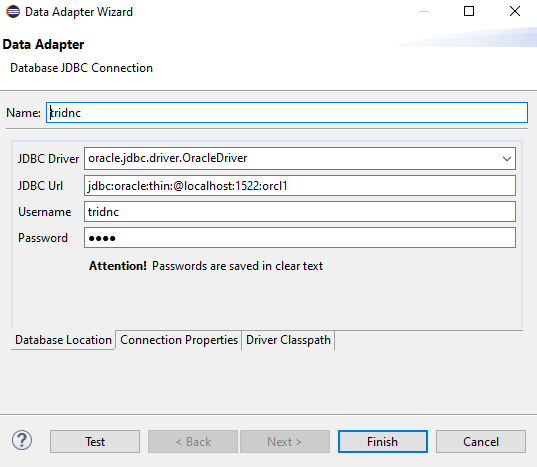 Data Adapter Wizard
Data Adapter
Database JDBC Connection
Name: tridnc
JDBC Driver oracle.jdbc.driver.OracleDriver
JDBC Url jdbc:oracle:thin:@localhost:1522:orcl1
Username tridnc
Password ●●●●
Attention! Passwords are saved in clear text
Database Location Connection Properties Driver Classpath
? Test < Back Next > Finish Cancel